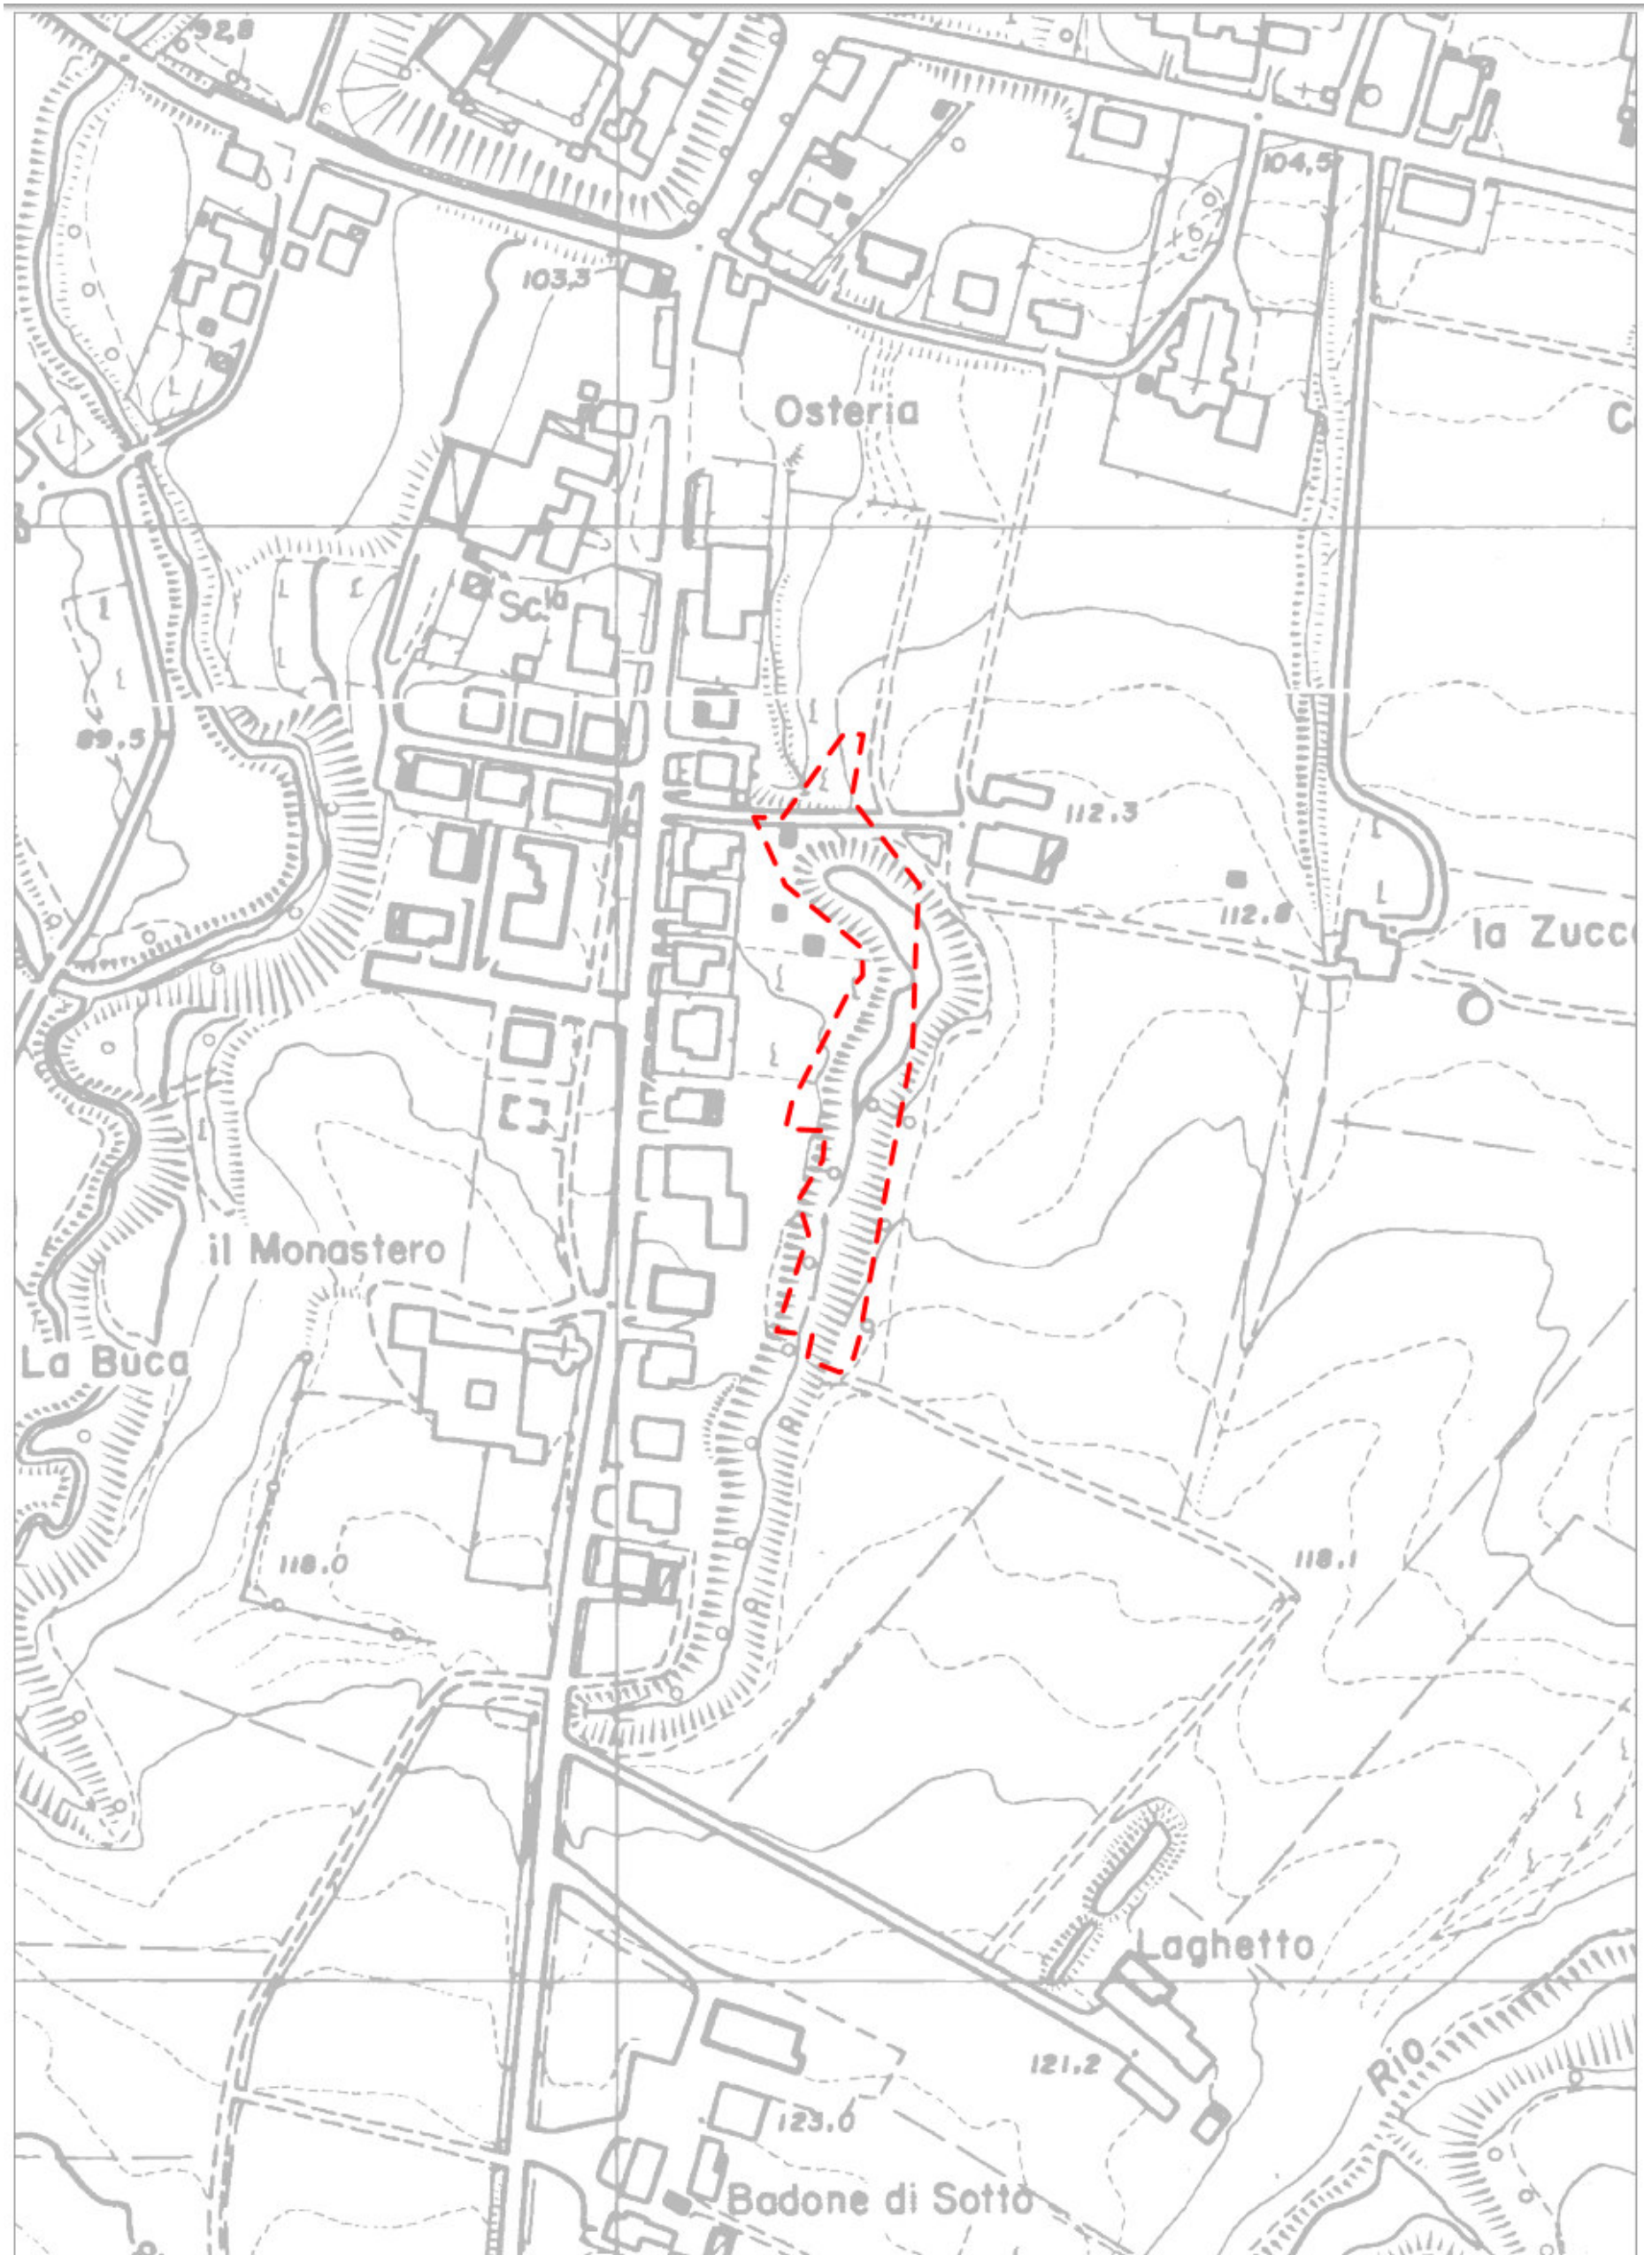 92,8
104,5
103,3
Osteria
C
Sc.la
89,5
112.3
112.8
la Zucc
il Monastero
La Buca
118.0
118.1
Laghetto
121.2
Rio
123.0
Badone di Sotto